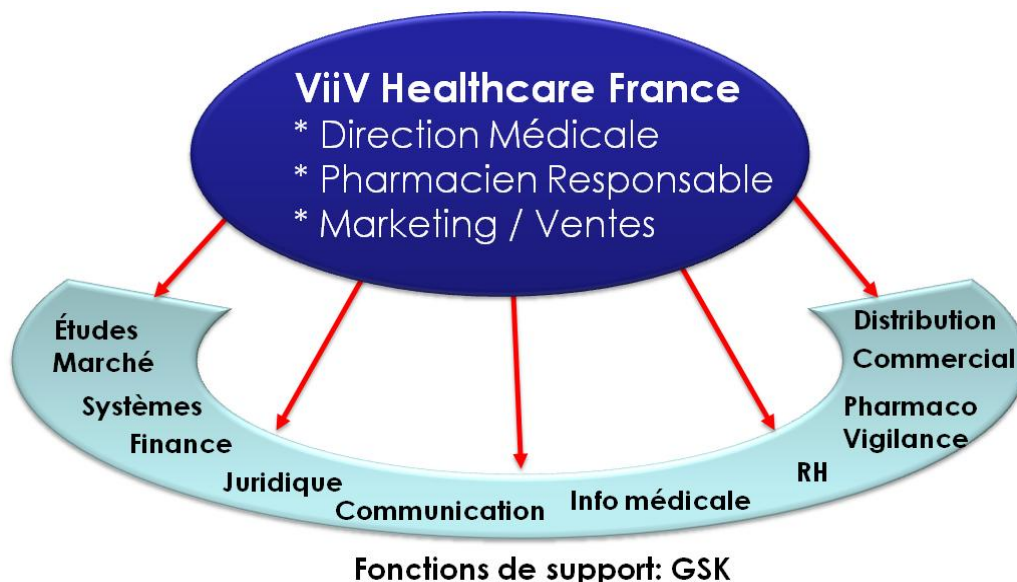 ViiV Healthcare France
* Direction Médicale
* Pharmacien Responsable
* Marketing / Ventes
Études
Marché
Systèmes
Finance
Juridique
Communication
Info médicale
RH
Pharmaco
Vigilance
Distribution
Commercial
Fonctions de support: GSK